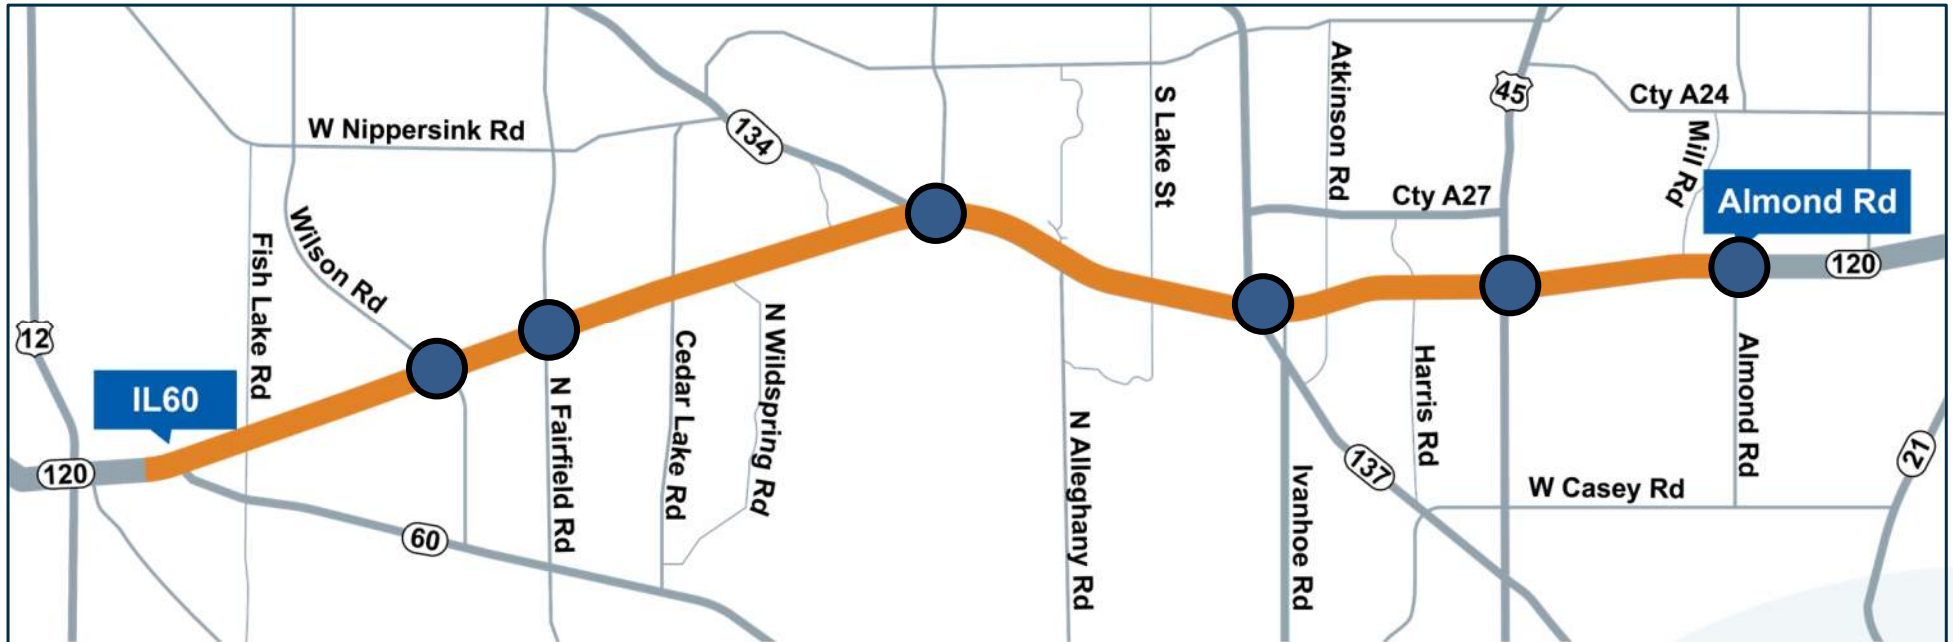 W Nippersink Rd
134
S Lake St
Atkinson Rd
45
Cty A24
Mill Rd
Cty A27
Almond Rd
120
Fish Lake Rd
Wilson Rd
12
IL60
120
60
N Fairfield Rd
Cedar Lake Rd
N Wildspring Rd
N Alleghany Rd
Ivanhoe Rd
137
Harris Rd
W Casey Rd
Almond Rd
21